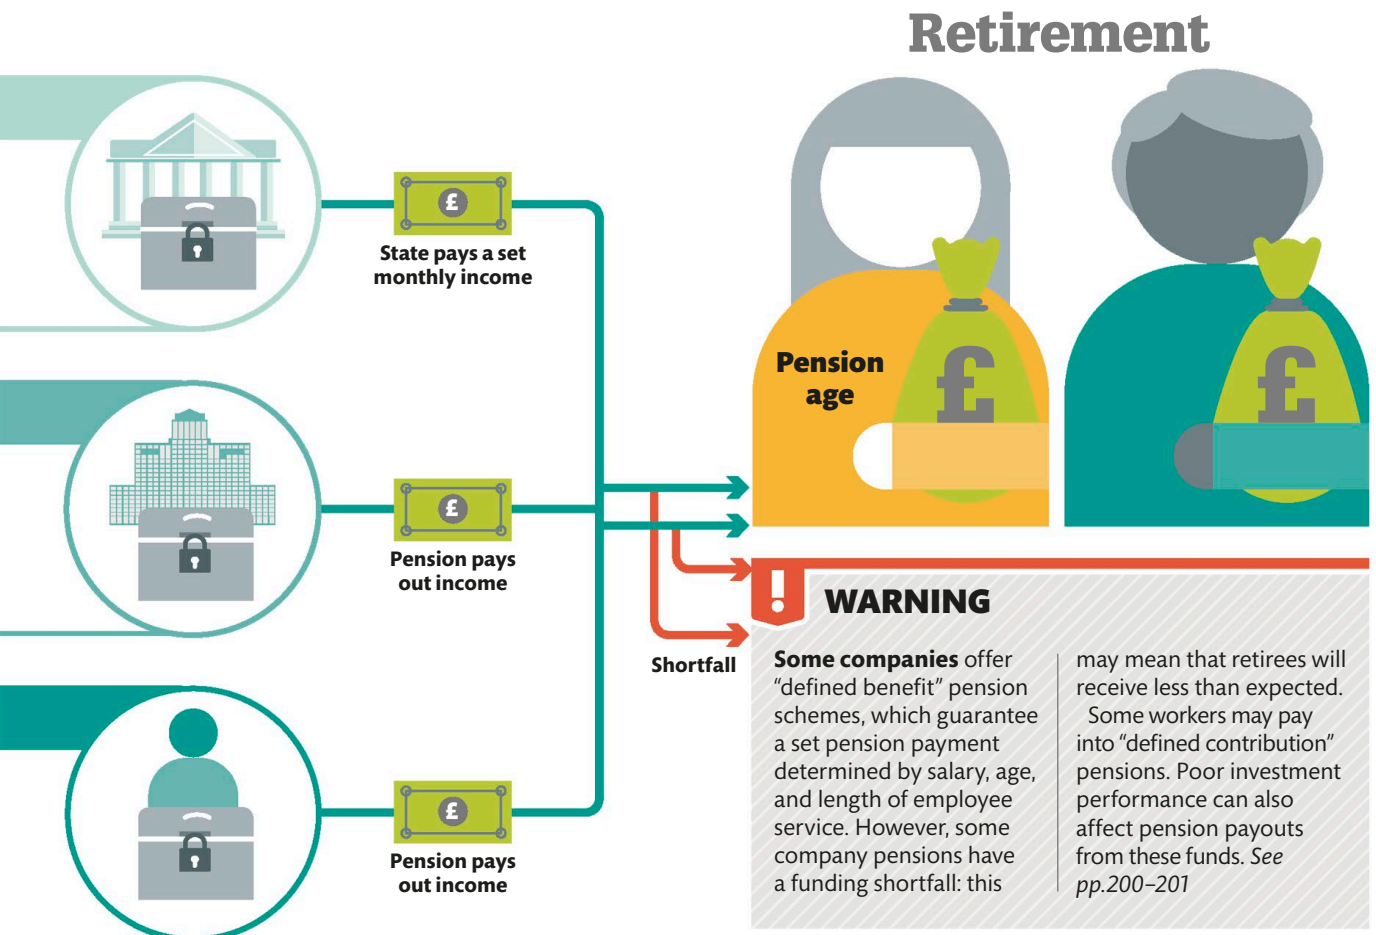 Retirement
£
State pays a set
monthly income
£
Pension pays
out income
£
Pension pays
out income
Pension
age
£
£
Shortfall
!
WARNING
Some companies offer
“defined benefit” pension
schemes, which guarantee
a set pension payment
determined by salary, age,
and length of employee
service. However, some
company pensions have
a funding shortfall: this
may mean that retirees will
receive less than expected.
Some workers may pay
into “defined contribution”
pensions. Poor investment
performance can also
affect pension payouts
from these funds. See
pp.200–201